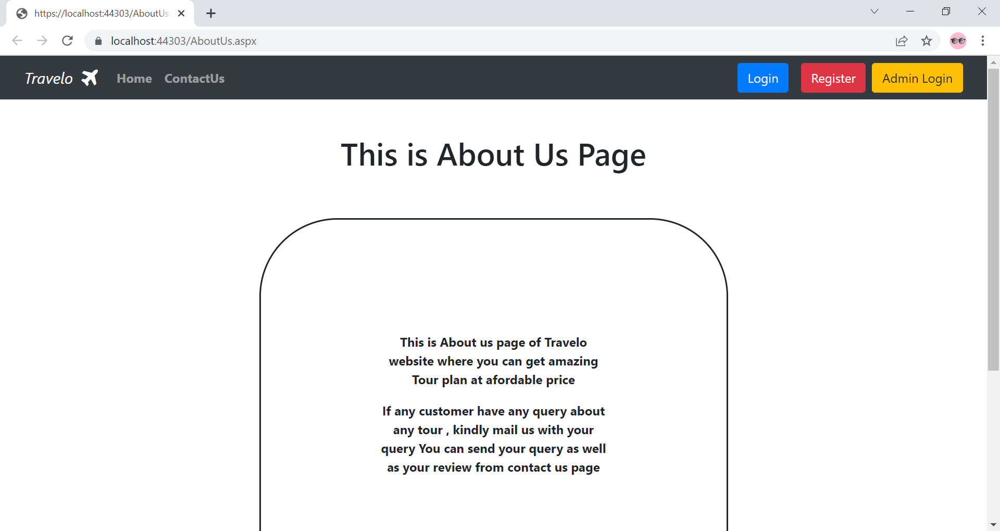 https://localhost:44303/AboutUs.
localhost:44303/AboutUs.aspx
Travelo Home ContactUs Login Register Admin Login
This is About Us Page
This is About us page of Travelo
website where you can get amazing
Tour plan at afordable price
If any customer have any query about
any tour , kindly mail us with your
query You can send your query as well
as your review from contact us page